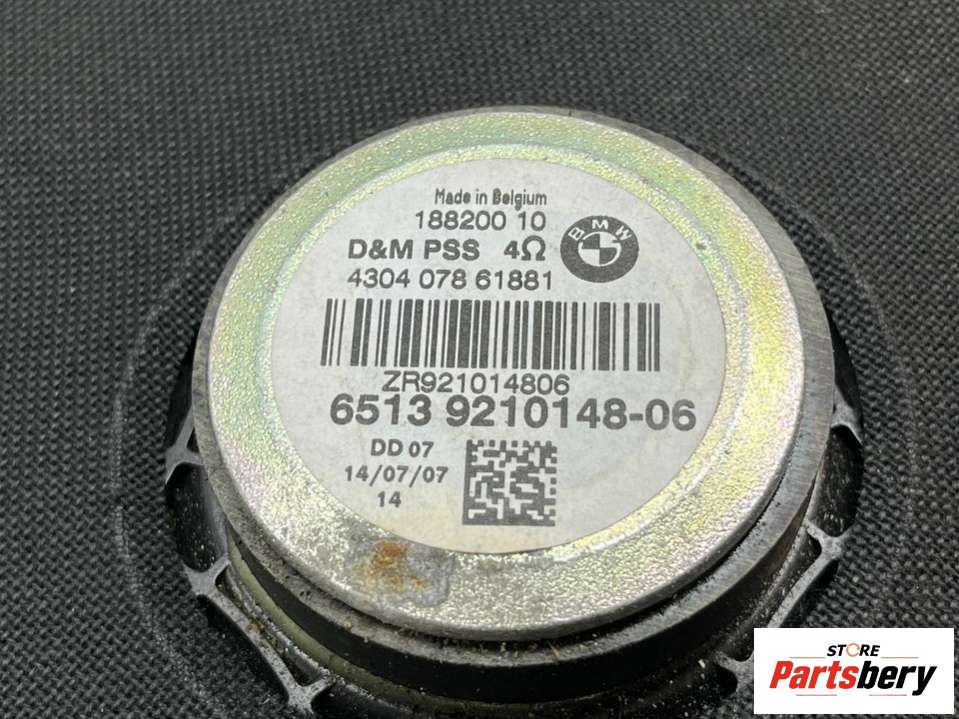 Made in Belgium
188200 10
D&M PSS 4Ω
BMW
4304 078 61881
ZR921014806
6513 9210148-06
DD 07
14/07/07
14
STORE
Partsbery